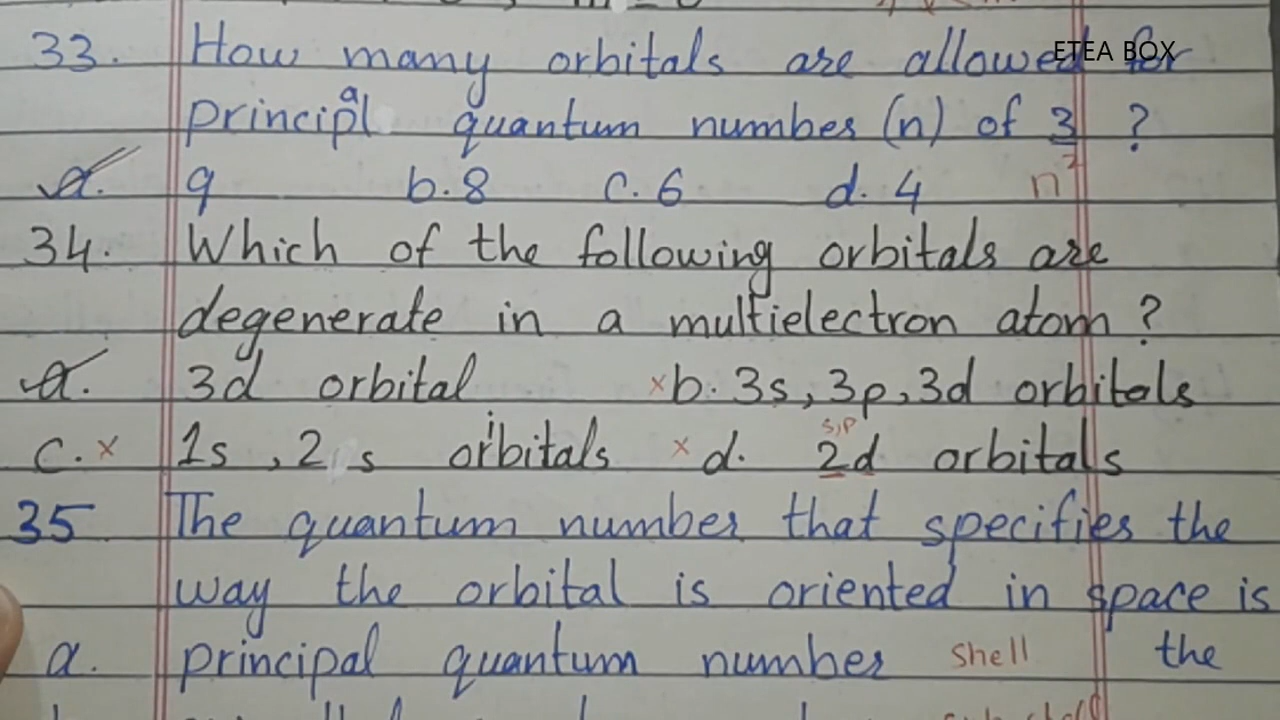 33. How many orbitals are allowed for
ETEA BOX
principal quantum number (n) of 3 ?
a. 9 b. 8 c. 6 d. 4 n²
34. Which of the following orbitals are
degenerate in a multielectron atom ?
a. 3d orbital ×b. 3s, 3p, 3d orbitals
s,p
c. × 1s , 2 s orbitals × d. 2d orbitals
35 The quantum number that specifies the
way the orbital is oriented in space is
a. principal quantum number shell the